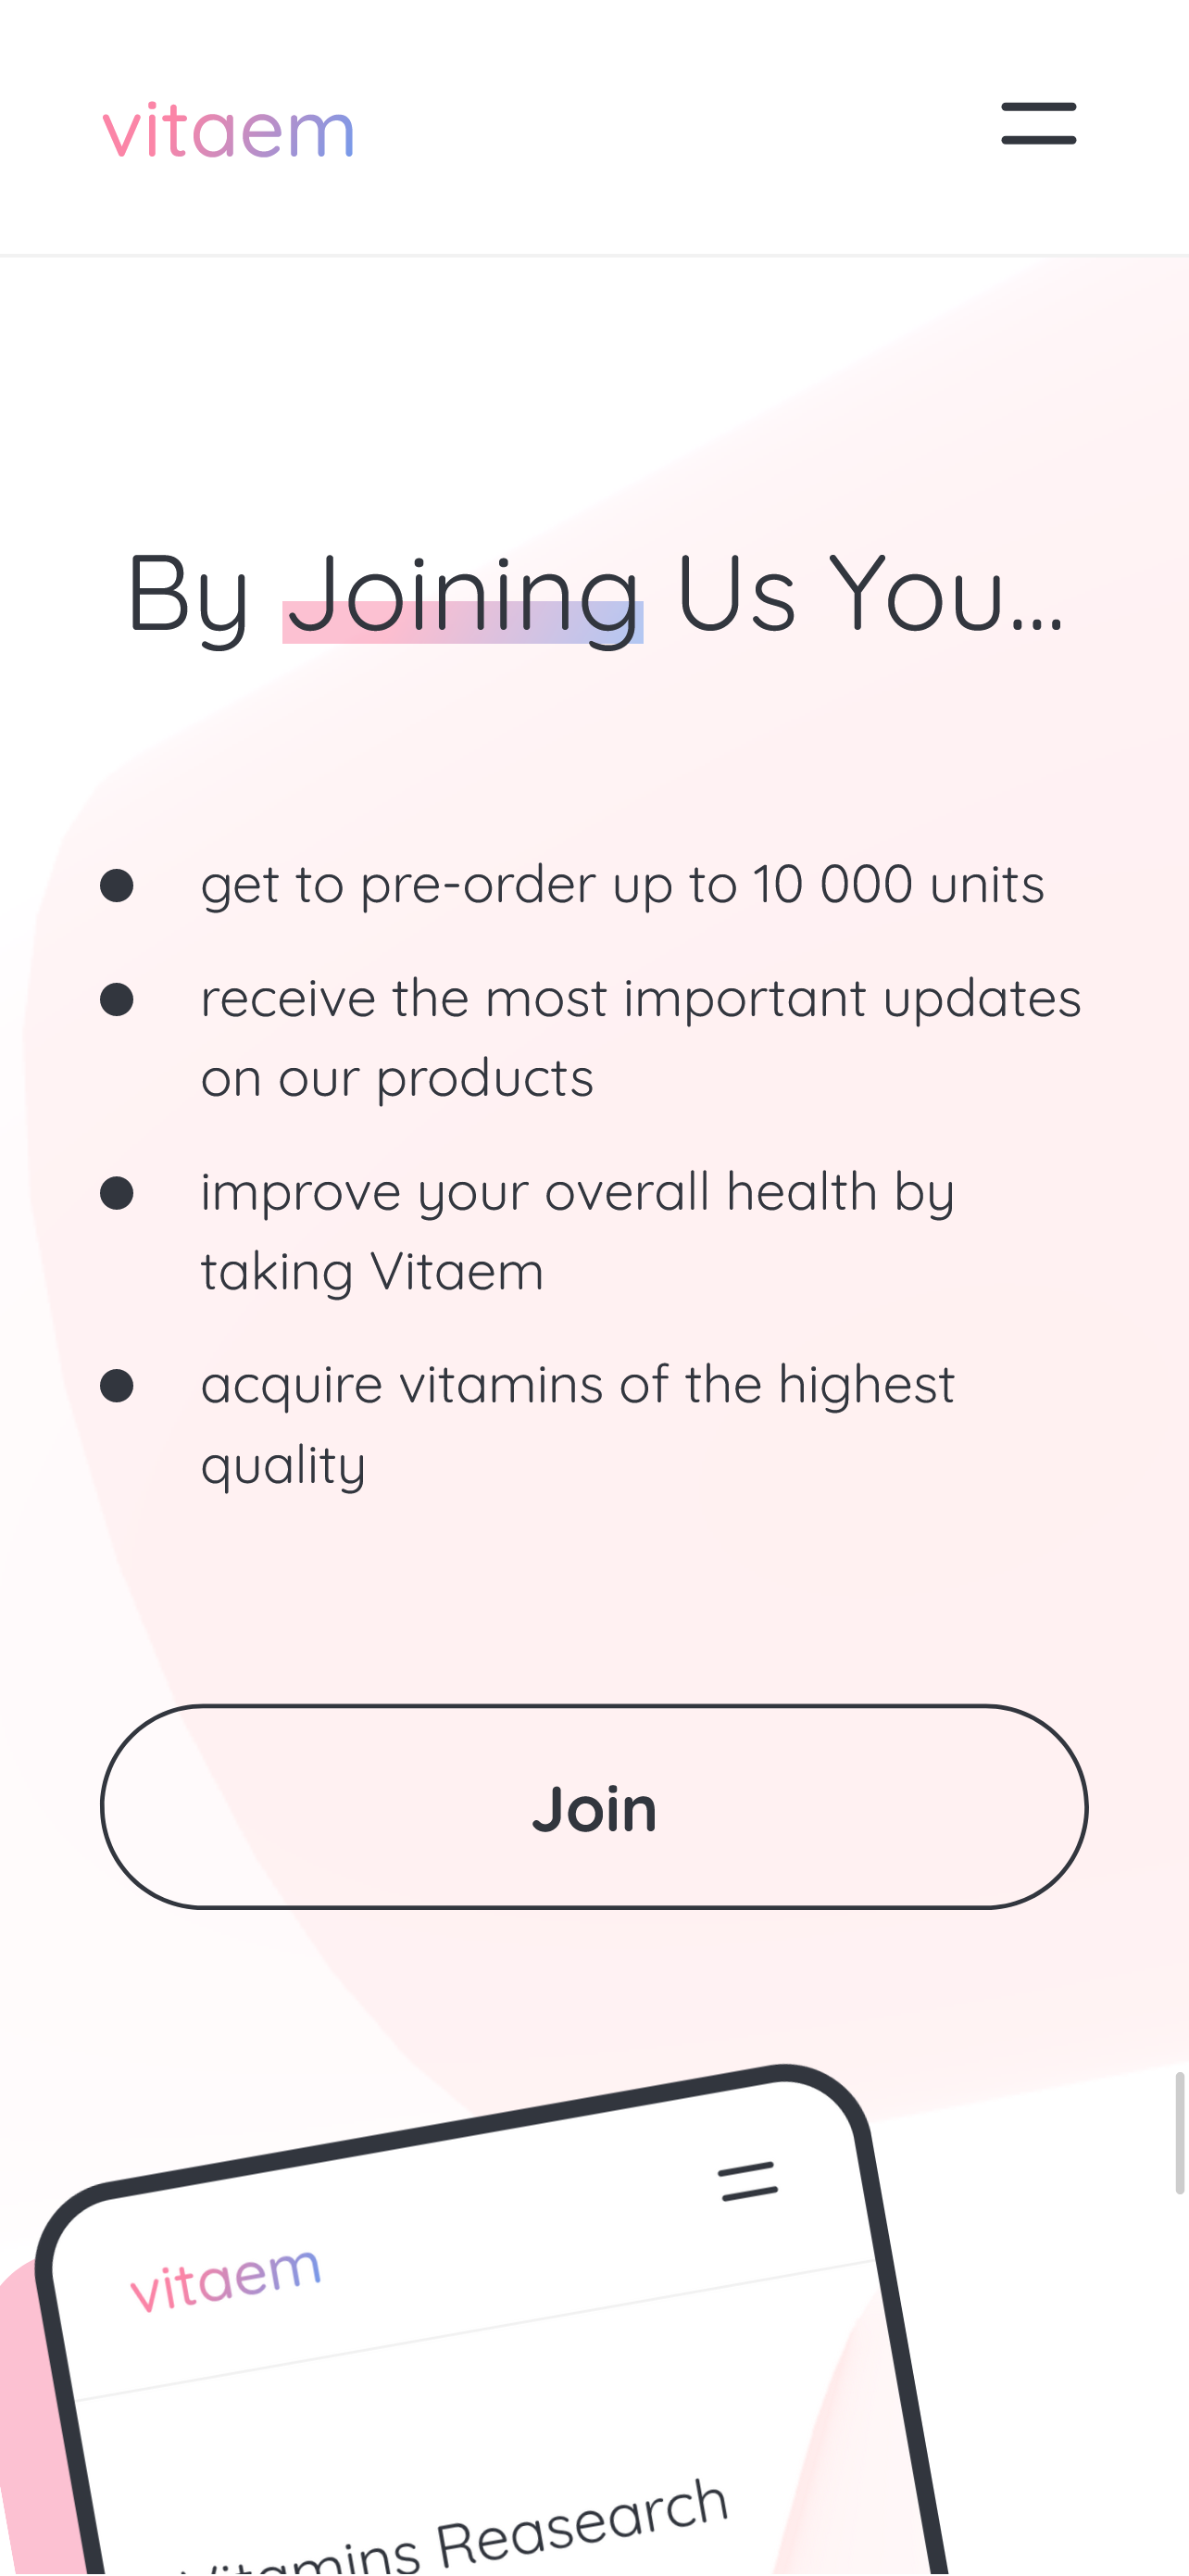 vitaem
By Joining Us You...
get to pre-order up to 10 000 units
receive the most important updates
on our products
improve your overall health by
taking Vitaem
acquire vitamins of the highest
quality
Join
vitaem
Vitamins Reasearch